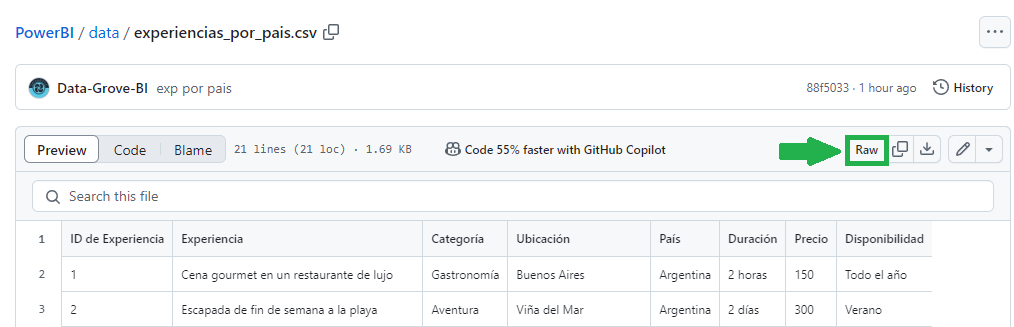 PowerBI / data / experiencias_por_pais.csv
Data-Grove-BI exp por pais 88f5033 · 1 hour ago History
Preview Code Blame 21 lines (21 loc) · 1.69 KB Code 55% faster with GitHub Copilot Raw
Search this file
1 ID de Experiencia Experiencia Categoría Ubicación País Duración Precio Disponibilidad
2 1 Cena gourmet en un restaurante de lujo Gastronomía Buenos Aires Argentina 2 horas 150 Todo el año
3 2 Escapada de fin de semana a la playa Aventura Viña del Mar Argentina 2 días 300 Verano